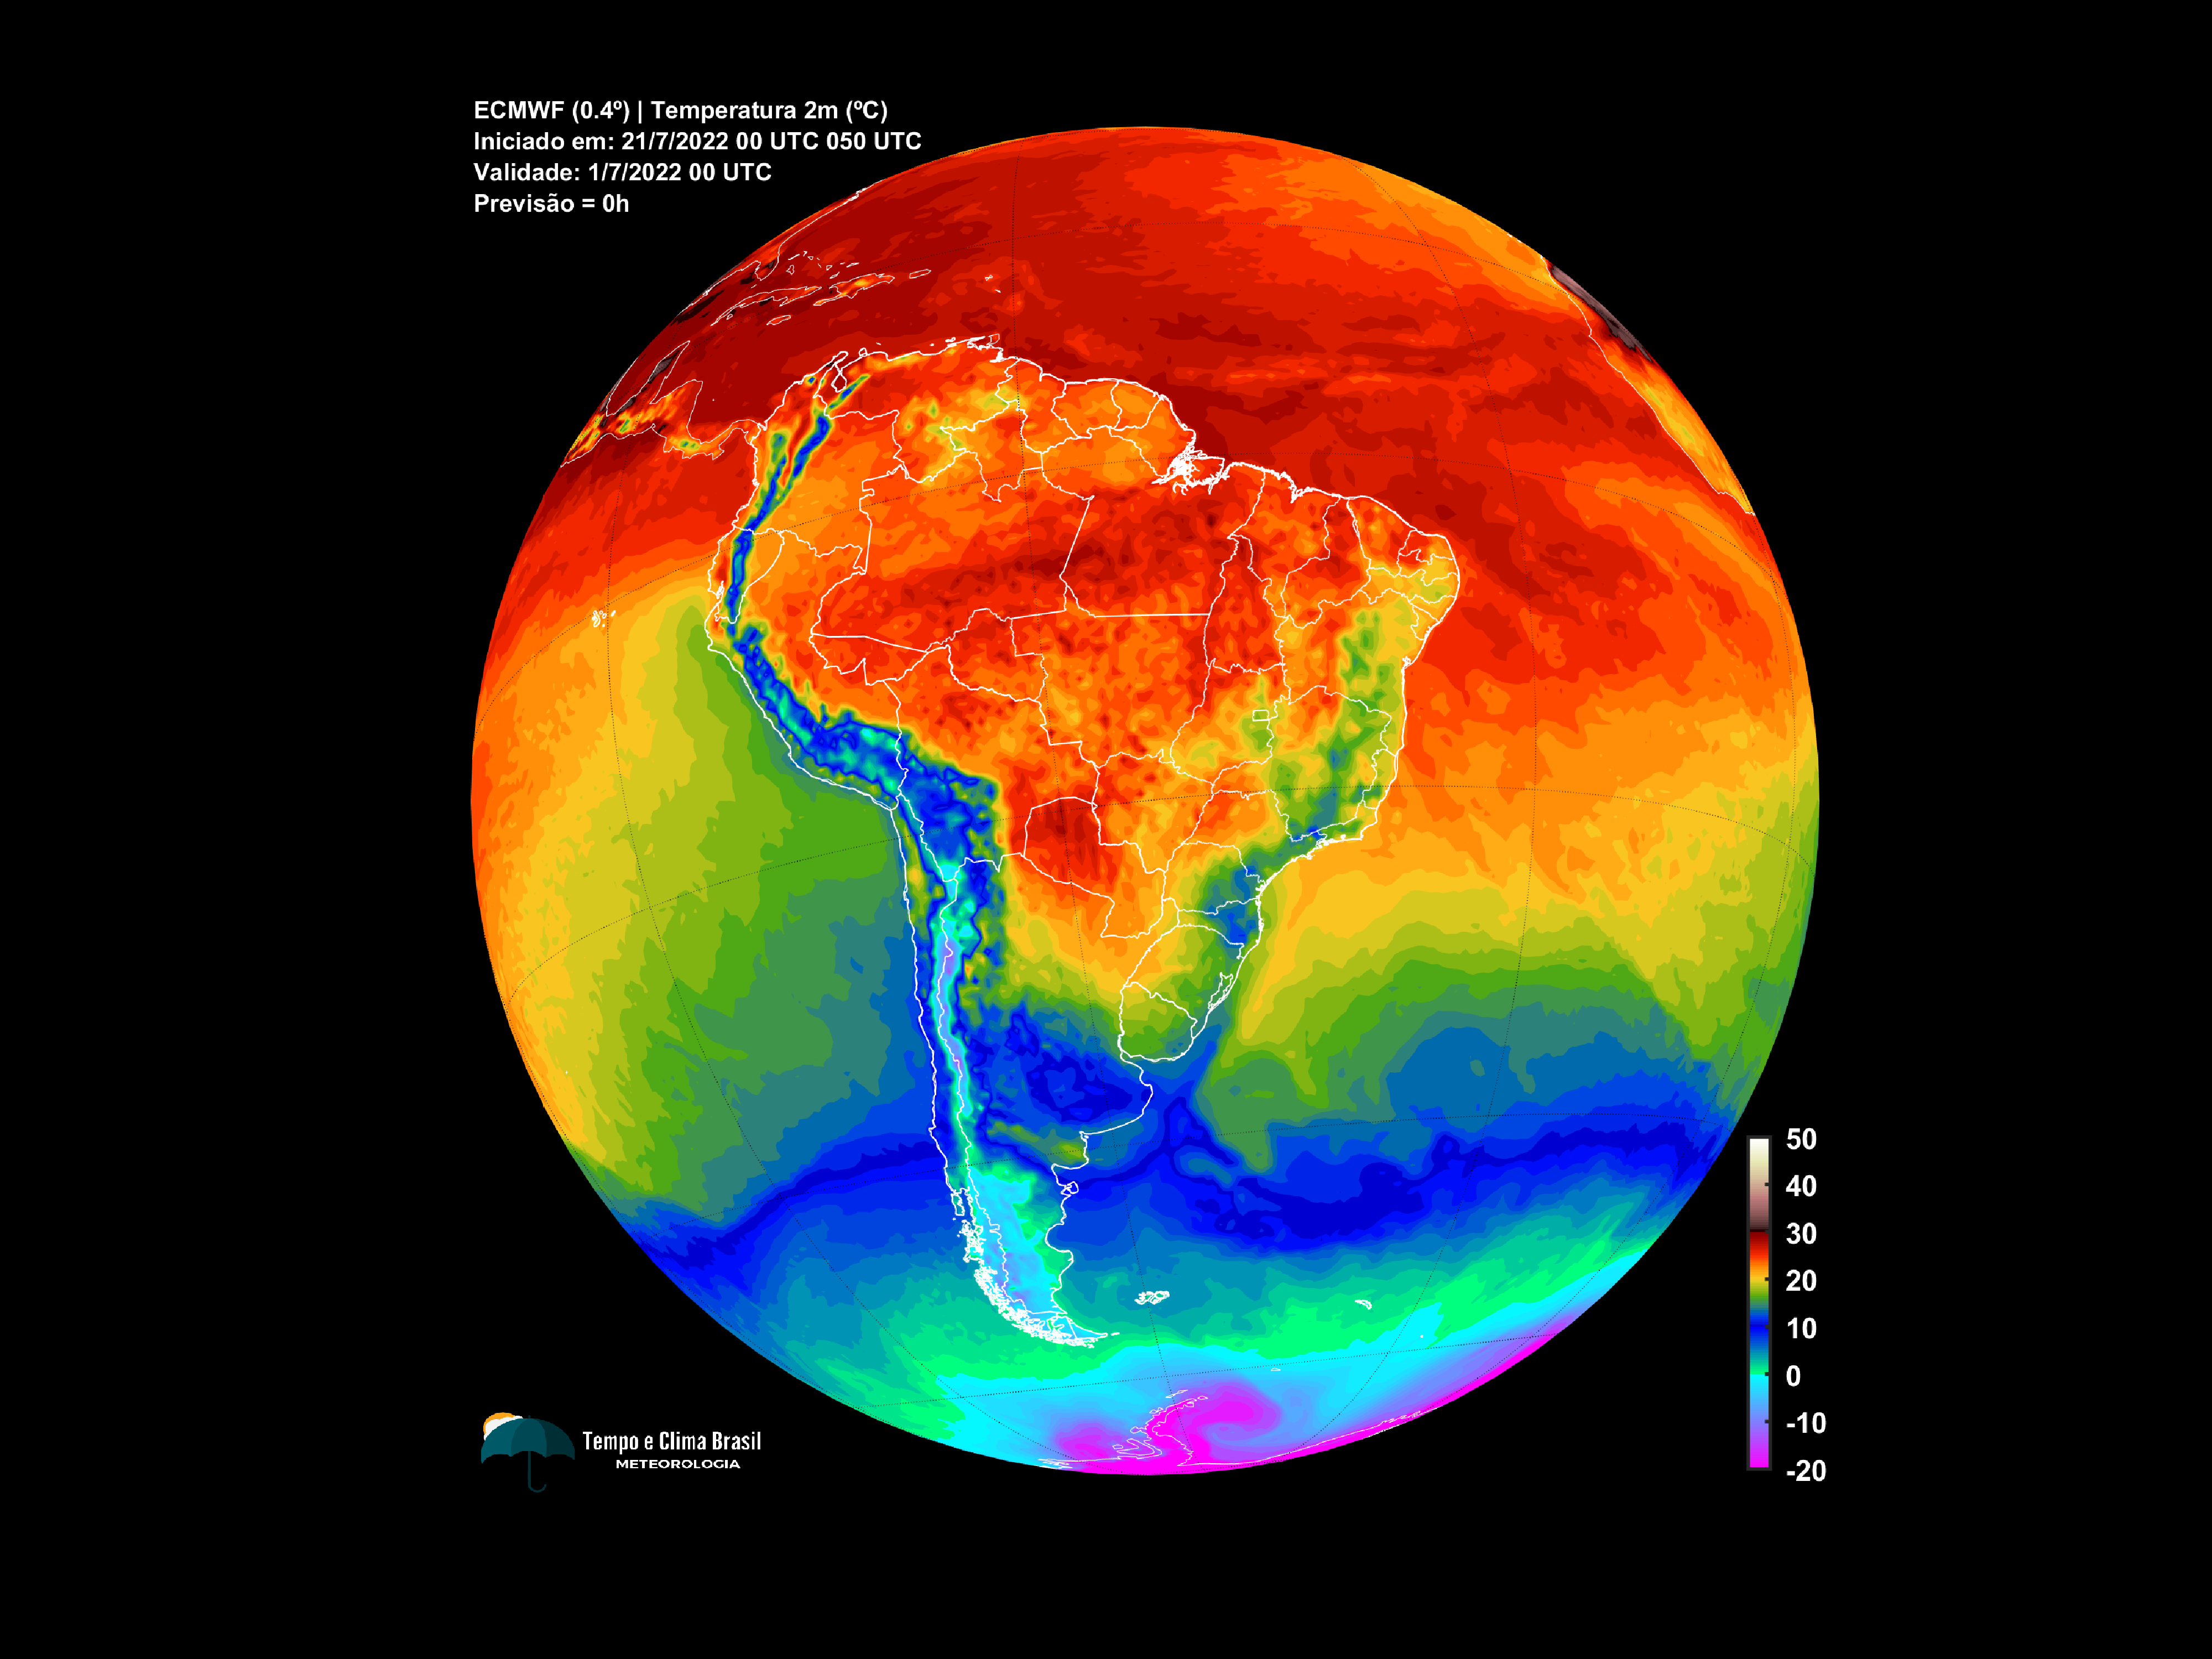 ECMWF (0.4º) | Temperatura 2m (ºC)
Iniciado em: 21/7/2022 00 UTC 050 UTC
Validade: 1/7/2022 00 UTC
Previsão = 0h
50
40
30
20
10
0
-10
-20
Tempo e Clima Brasil
METEOROLOGIA